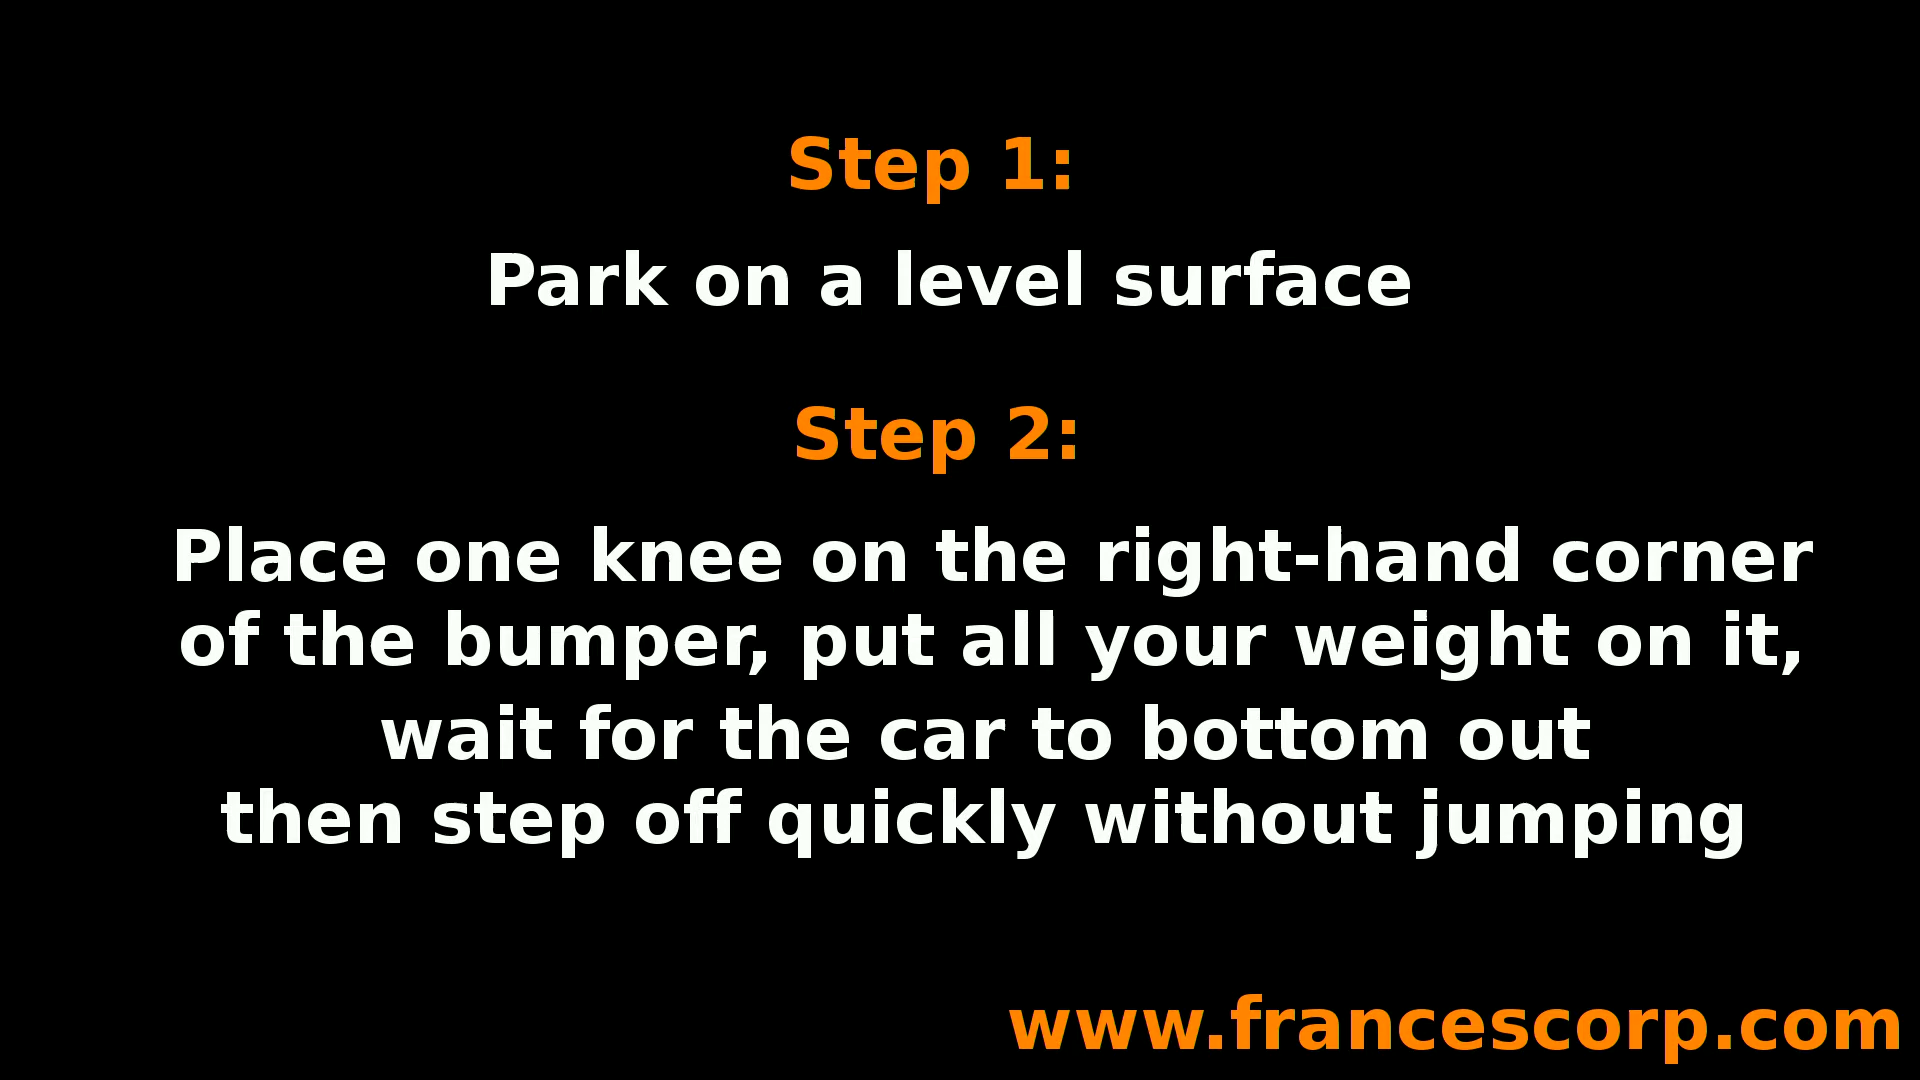 Step 1:
Park on a level surface
Step 2:
Place one knee on the right-hand corner
of the bumper, put all your weight on it,
wait for the car to bottom out
then step off quickly without jumping
www.francescorp.com